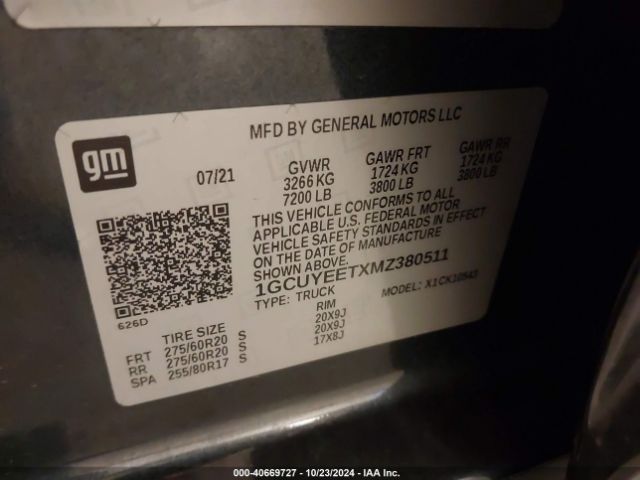 MFD BY GENERAL MOTORS LLC
gm
07/21
GVWR
3266 KG
7200 LB
GAWR FRT
1724 KG
3800 LB
GAWR RR
1724 KG
3800 LB
THIS VEHICLE CONFORMS TO ALL
APPLICABLE U.S. FEDERAL MOTOR
VEHICLE SAFETY STANDARDS IN EFFECT
ON THE DATE OF MANUFACTURE
SHOWN ABOVE.
1GCUYEETXMZ380511
TYPE: TRUCK
MODEL: X1CK10543
626D
TIRE SIZE RIM
FRT 275/60R20 S 20X9J
RR 275/60R20 S 20X9J
SPA 255/80R17 S 17X8J
000-40669727 - 10/23/2024 - IAA Inc.